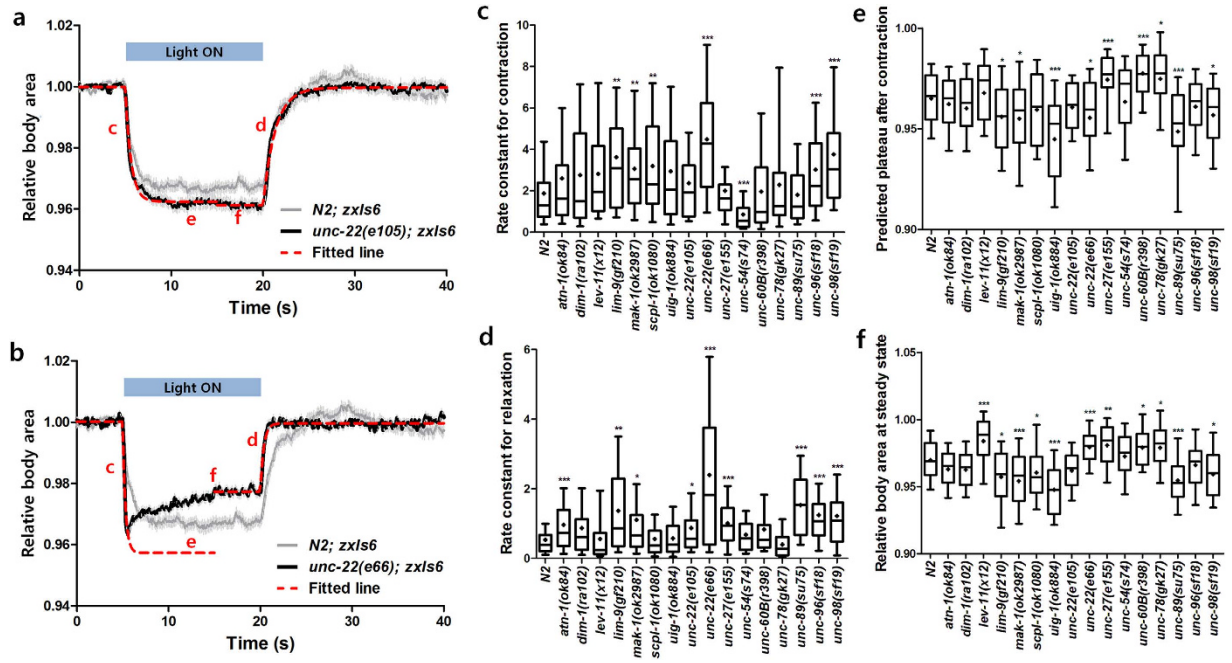 a
1.02
1.00
0.98
0.96
0.94
Relative body area
Light ON
c
d
e
f
N2; zxIs6
unc-22(e105); zxIs6
Fitted line
0
10
20
30
40
Time (s)
b
1.02
1.00
0.98
0.96
0.94
Relative body area
Light ON
c
d
e
f
N2; zxIs6
unc-22(e66); zxIs6
Fitted line
0
10
20
30
40
Time (s)
c
Rate constant for contraction
10
8
6
4
2
0
** ** ** *** *** *** ***
N2
atn-1(ok84)
dim-1(ra102)
lev-11(x12)
lim-9(gf210)
mak-1(ok2987)
scpl-1(ok1080)
uig-1(ok884)
unc-22(e105)
unc-22(e66)
unc-27(e155)
unc-54(s74)
unc-60B(r398)
unc-78(gk27)
unc-89(su75)
unc-96(sf18)
unc-98(sf19)
d
Rate constant for relaxation
6
4
2
0
*** ** * * *** *** *** *** ***
N2
atn-1(ok84)
dim-1(ra102)
lev-11(x12)
lim-9(gf210)
mak-1(ok2987)
scpl-1(ok1080)
uig-1(ok884)
unc-22(e105)
unc-22(e66)
unc-27(e155)
unc-54(s74)
unc-60B(r398)
unc-78(gk27)
unc-89(su75)
unc-96(sf18)
unc-98(sf19)
e
Predicted plateau after contraction
1.00
0.95
0.90
* * *** * *** *** * *** *
N2
atn-1(ok84)
dim-1(ra102)
lev-11(x12)
lim-9(gf210)
mak-1(ok2987)
scpl-1(ok1080)
uig-1(ok884)
unc-22(e105)
unc-22(e66)
unc-27(e155)
unc-54(s74)
unc-60B(r398)
unc-78(gk27)
unc-89(su75)
unc-96(sf18)
unc-98(sf19)
f
Relative body area at steady state
1.05
1.00
0.95
0.90
*** * *** * *** *** ** * * *** *
N2
atn-1(ok84)
dim-1(ra102)
lev-11(x12)
lim-9(gf210)
mak-1(ok2987)
scpl-1(ok1080)
uig-1(ok884)
unc-22(e105)
unc-22(e66)
unc-27(e155)
unc-54(s74)
unc-60B(r398)
unc-78(gk27)
unc-89(su75)
unc-96(sf18)
unc-98(sf19)